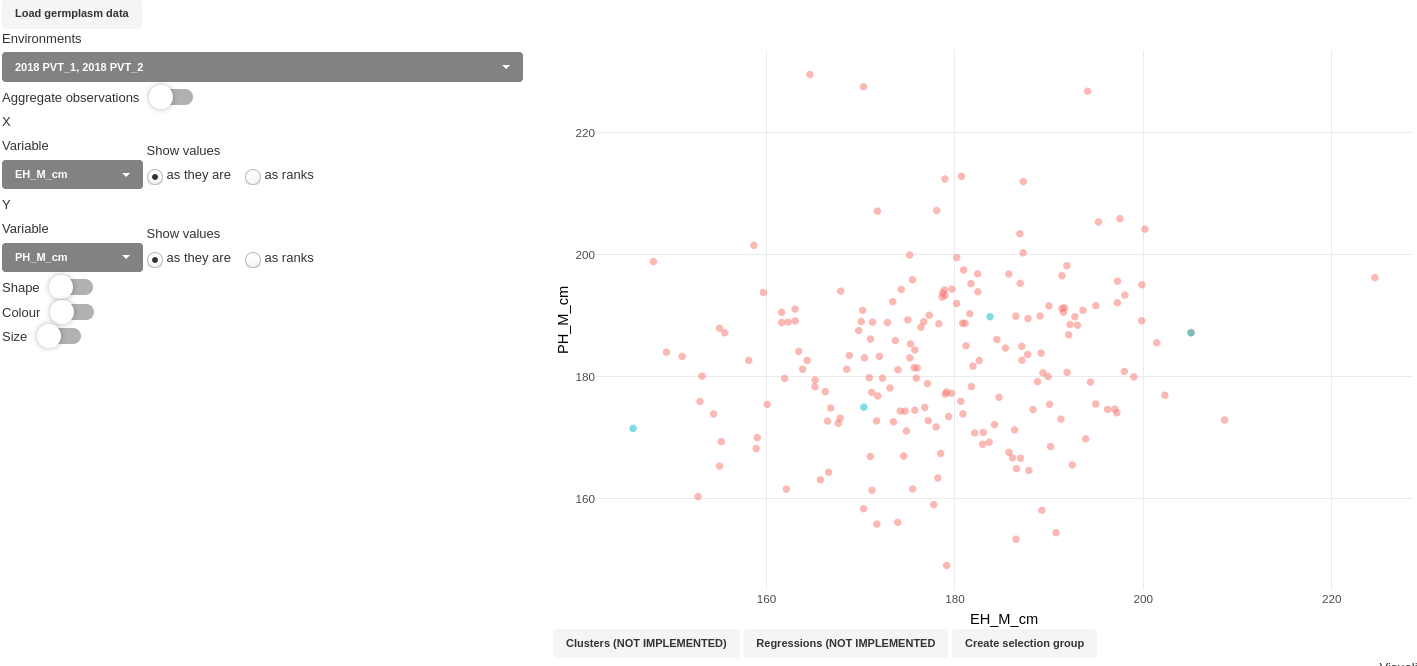 Load germplasm data
Environments
2018 PVT_1, 2018 PVT_2
Aggregate observations
X
Variable
Show values
EH_M_cm
as they are
as ranks
Y
Variable
Show values
PH_M_cm
as they are
as ranks
Shape
Colour
Size
220
200
180
160
PH_M_cm
160
180
200
220
EH_M_cm
Clusters (NOT IMPLEMENTED)
Regressions (NOT IMPLEMENTED
Create selection group